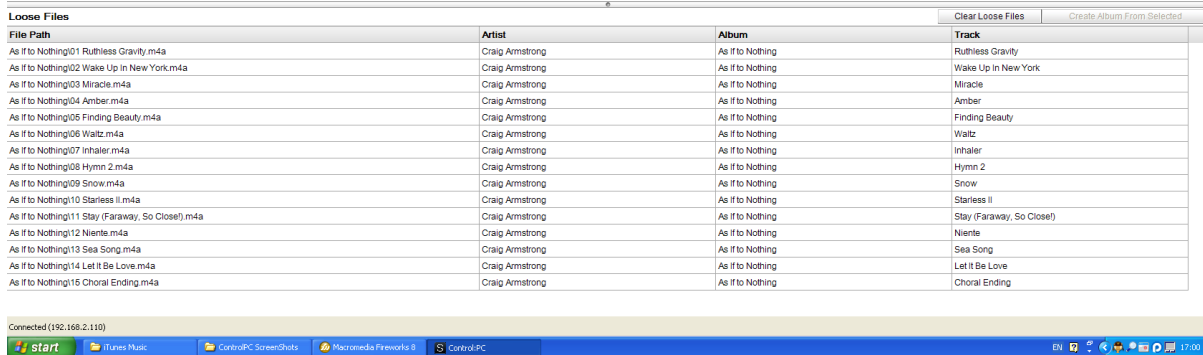 Loose Files Clear Loose Files Create Album From Selected
File Path Artist Album Track
As If to Nothing\01 Ruthless Gravity.m4a Craig Armstrong As If to Nothing Ruthless Gravity
As If to Nothing\02 Wake Up In New York.m4a Craig Armstrong As If to Nothing Wake Up In New York
As If to Nothing\03 Miracle.m4a Craig Armstrong As If to Nothing Miracle
As If to Nothing\04 Amber.m4a Craig Armstrong As If to Nothing Amber
As If to Nothing\05 Finding Beauty.m4a Craig Armstrong As If to Nothing Finding Beauty
As If to Nothing\06 Waltz.m4a Craig Armstrong As If to Nothing Waltz
As If to Nothing\07 Inhaler.m4a Craig Armstrong As If to Nothing Inhaler
As If to Nothing\08 Hymn 2.m4a Craig Armstrong As If to Nothing Hymn 2
As If to Nothing\09 Snow.m4a Craig Armstrong As If to Nothing Snow
As If to Nothing\10 Starless II.m4a Craig Armstrong As If to Nothing Starless II
As If to Nothing\11 Stay (Faraway, So Close!).m4a Craig Armstrong As If to Nothing Stay (Faraway, So Close!)
As If to Nothing\12 Niente.m4a Craig Armstrong As If to Nothing Niente
As If to Nothing\13 Sea Song.m4a Craig Armstrong As If to Nothing Sea Song
As If to Nothing\14 Let It Be Love.m4a Craig Armstrong As If to Nothing Let It Be Love
As If to Nothing\15 Choral Ending.m4a Craig Armstrong As If to Nothing Choral Ending
Connected (192.168.2.110)
start iTunes Music ControlPC ScreenShots Macromedia Fireworks 8 S Control:PC EN 17:00